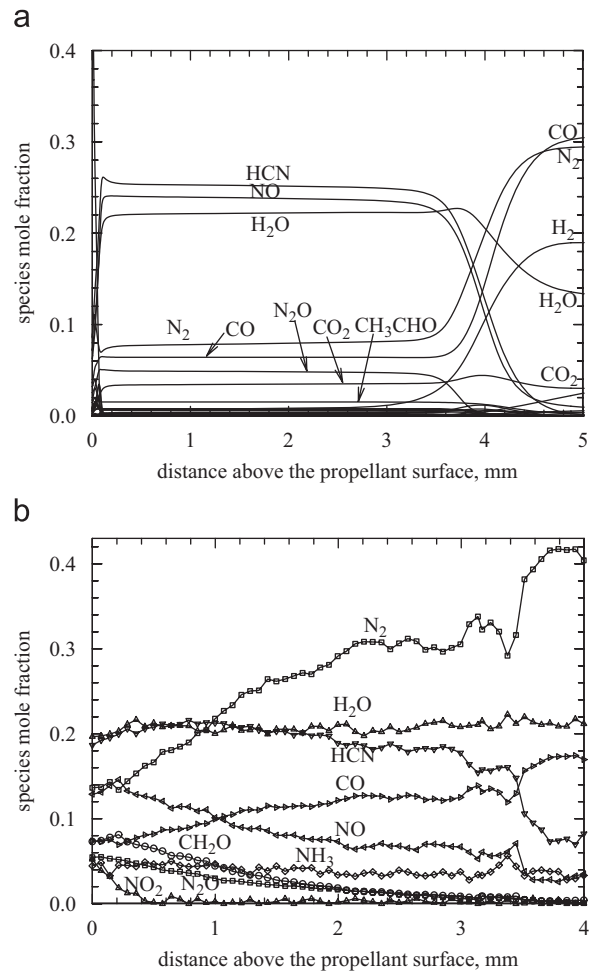 a
0.4
0.3
0.2
0.1
0.0
species mole fraction
HCN
NO
H₂O
N₂
CO
N₂O
CO₂
CH₃CHO
CO
N₂
H₂
H₂O
CO₂
0 1 2 3 4 5
distance above the propellant surface, mm
b
0.4
0.3
0.2
0.1
0.0
species mole fraction
N₂
H₂O
HCN
CO
NO
CH₂O
NH₃
NO₂
N₂O
0 1 2 3 4
distance above the propellant surface, mm